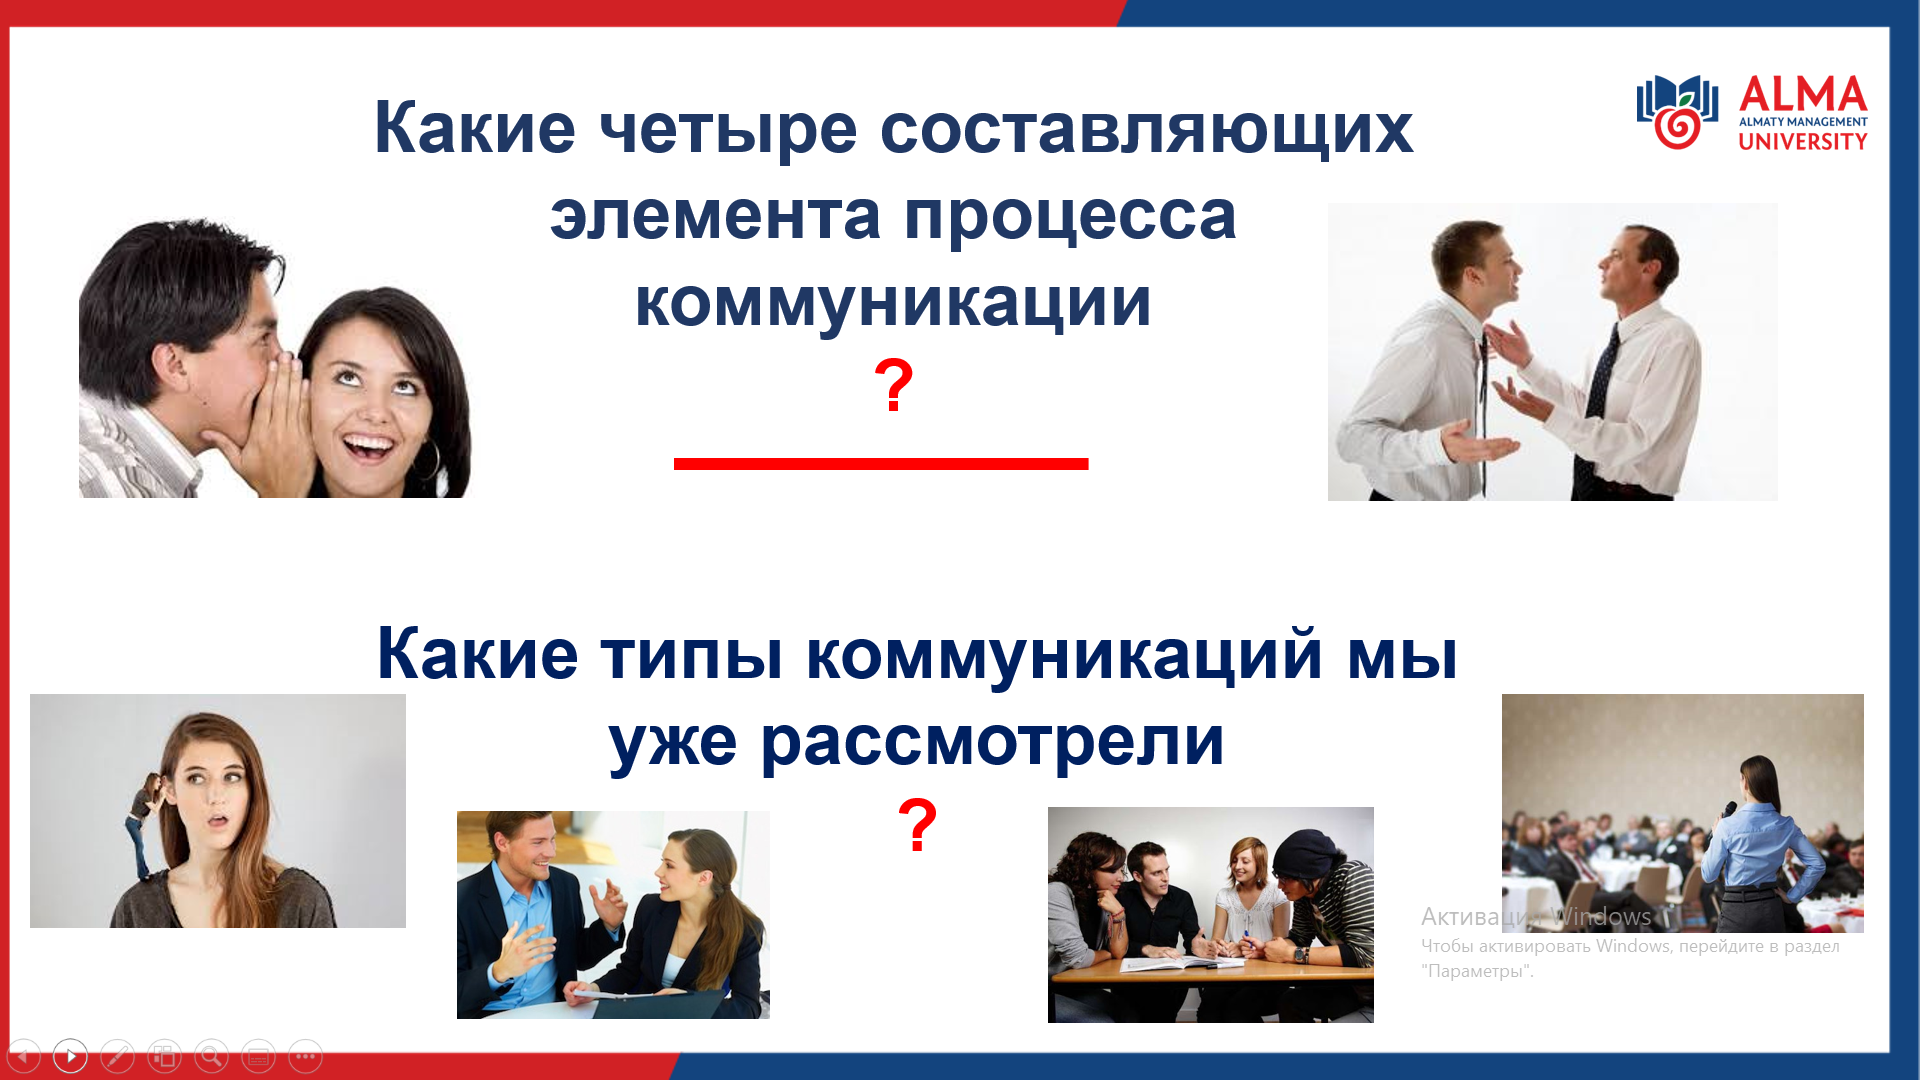 Какие четыре составляющих
элемента процесса
коммуникации
?
ALMA
ALMATY MANAGEMENT
UNIVERSITY
Какие типы коммуникаций мы
уже рассмотрели
?
Активация Windows
Чтобы активировать Windows, перейдите в раздел
"Параметры".